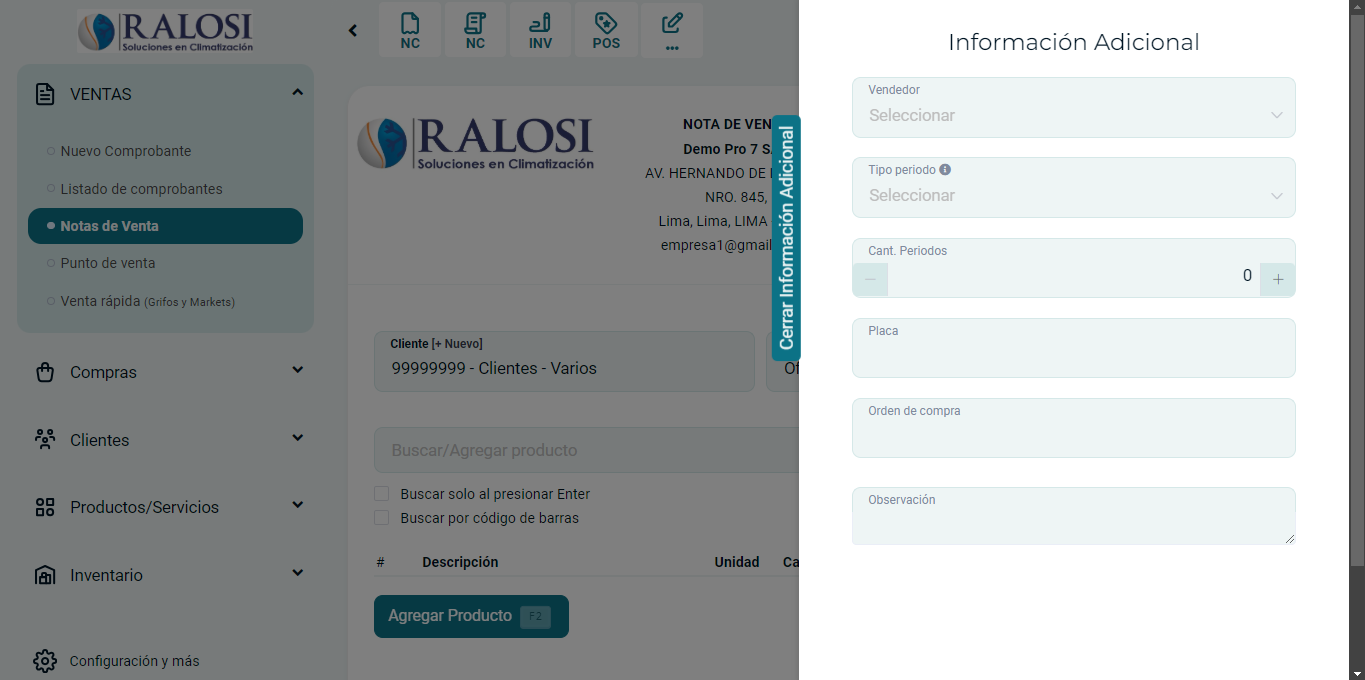 RALOSI
Soluciones en Climatización
VENTAS
Nuevo Comprobante
Listado de comprobantes
Notas de Venta
Punto de venta
Venta rápida (Grifos y Markets)
Compras
Clientes
Productos/Servicios
Inventario
Configuración y más
NC
NC
INV
POS
...
RALOSI
Soluciones en Climatización
NOTA DE VEN
Demo Pro 7 S
AV. HERNANDO DE
NRO. 845,
Lima, Lima, LIMA
empresa1@gmail
Cliente [+ Nuevo]
99999999 - Clientes - Varios
Of
Buscar/Agregar producto
Buscar solo al presionar Enter
Buscar por código de barras
# Descripción Unidad Ca
Agregar Producto F2
Cerrar Información Adicional
Información Adicional
Vendedor
Seleccionar
Tipo periodo
Seleccionar
Cant. Periodos
0
Placa
Orden de compra
Observación